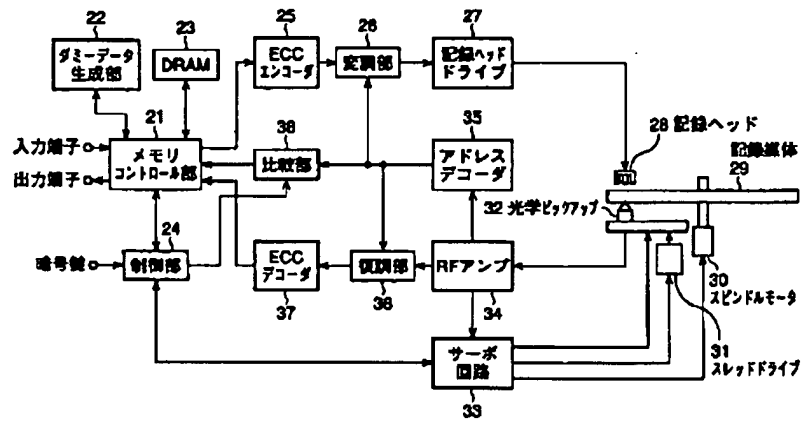 22
ダミーデータ
生成部
23
DRAM
25
ECC
エンコーダ
26
変調部
27
記録ヘッド
ドライブ
28 記録ヘッド
記録媒体
29
入力端子
出力端子
21
メモリ
コントロール部
38
比較部
35
アドレス
デコーダ
32 光学ピックアップ
暗号鍵
24
制御部
ECC
デコーダ
37
復調部
36
RFアンプ
34
30
スピンドルモータ
31
スレッドドライブ
サーボ
回路
33